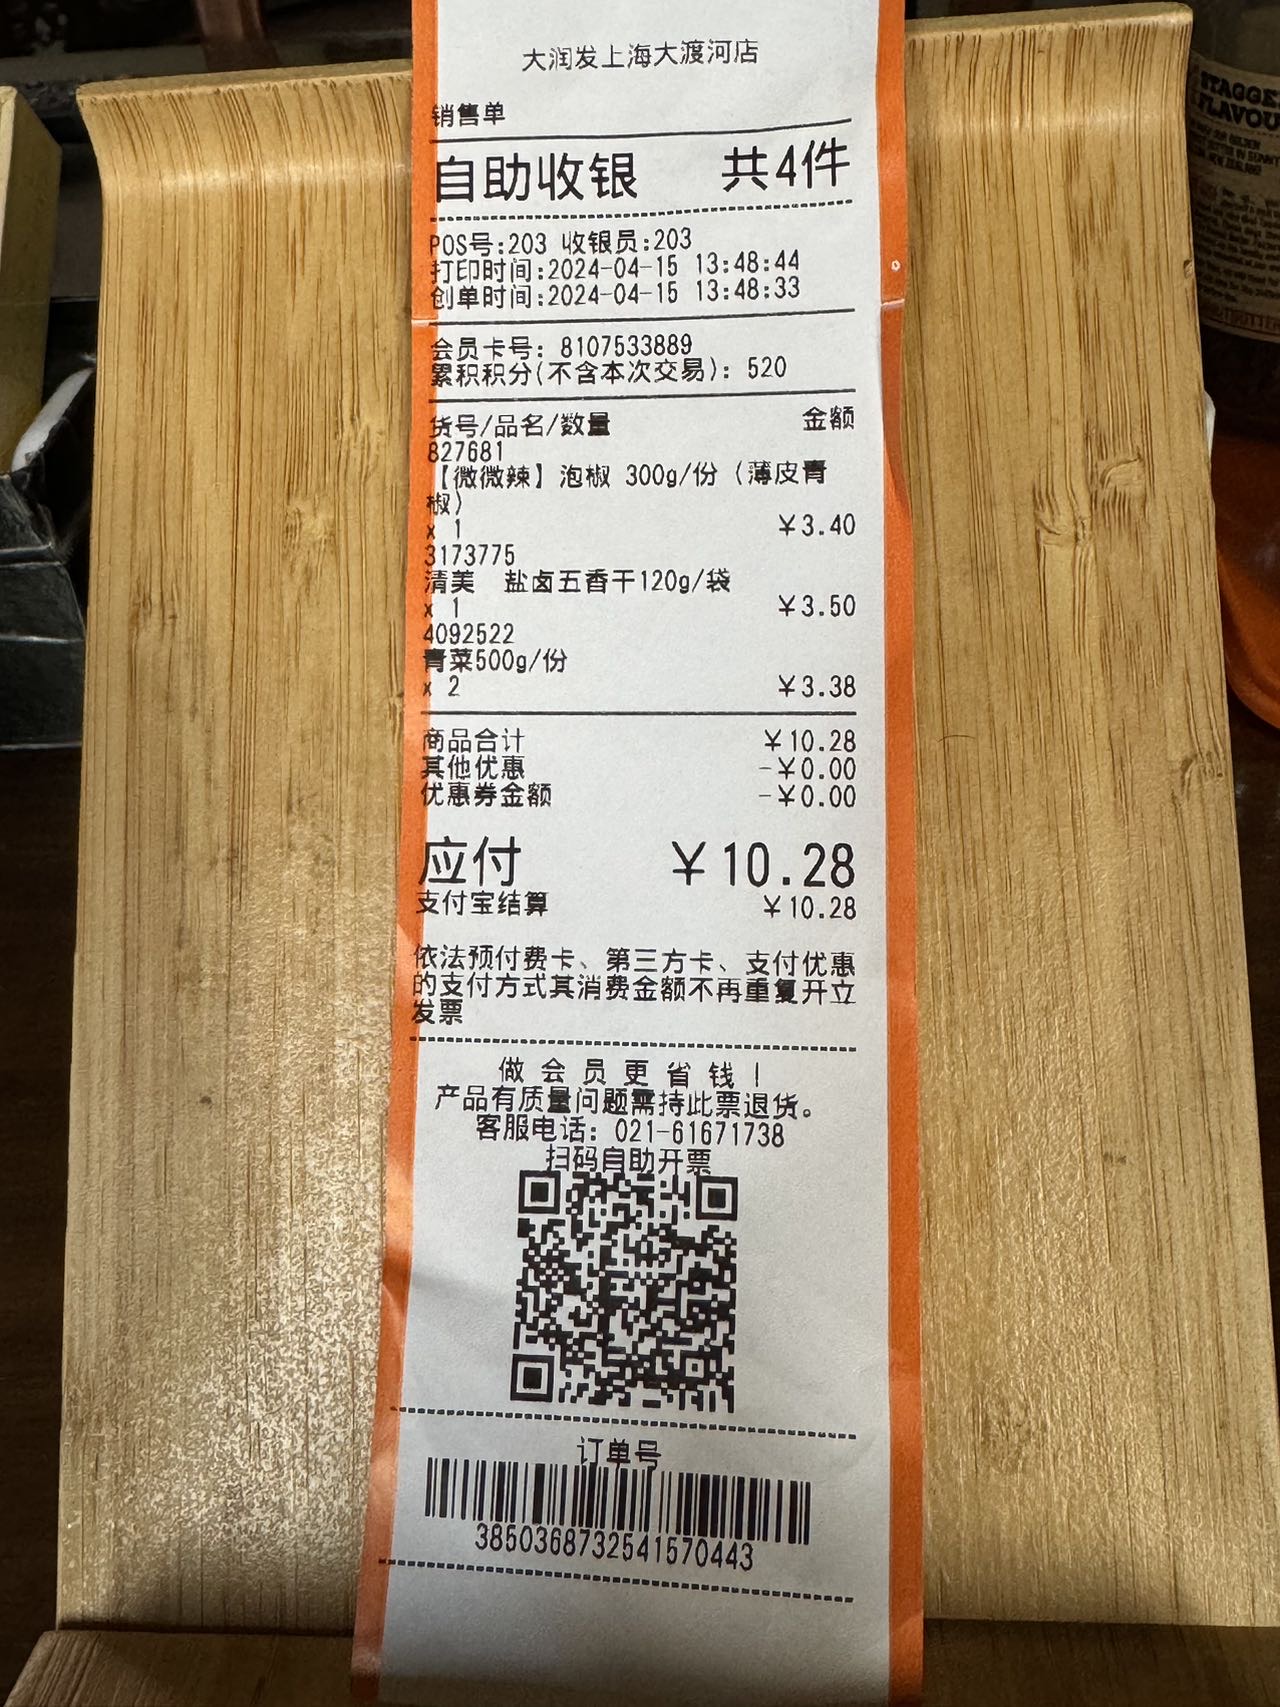 大润发上海大渡河店
销售单
自助收银 共4件
POS号:203 收银员:203
打印时间:2024-04-15 13:48:44
创单时间:2024-04-15 13:48:33
会员卡号: 8107533889
累积积分(不含本次交易): 520
货号/品名/数量 金额
827681
【微微辣】泡椒 300g/份 (薄皮青
椒)
x 1 ¥3.40
3173775
清美 盐卤五香干120g/袋
x 1 ¥3.50
4092522
青菜500g/份
x 2 ¥3.38
商品合计 ¥10.28
其他优惠 -¥0.00
优惠券金额 -¥0.00
应付 ¥10.28
支付宝结算 ¥10.28
依法预付费卡、第三方卡、支付优惠
的支付方式其消费金额不再重复开立
发票
做会员更省钱!
产品有质量问题需持此票退货。
客服电话: 021-61671738
扫码自助开票
订单号
3850368732541570443